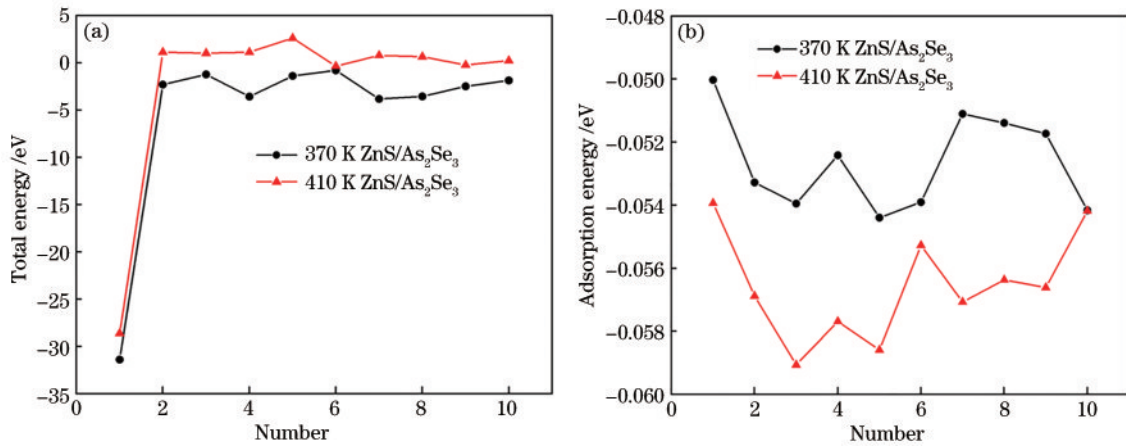 (a)
5
0
−5
−10
−15
−20
−25
−30
−35
Total energy /eV
370 K ZnS/As₂Se₃
410 K ZnS/As₂Se₃
0 2 4 6 8 10
Number
(b)
−0.048
−0.050
−0.052
−0.054
−0.056
−0.058
−0.060
Adsorption energy /eV
370 K ZnS/As₂Se₃
410 K ZnS/As₂Se₃
0 2 4 6 8 10
Number